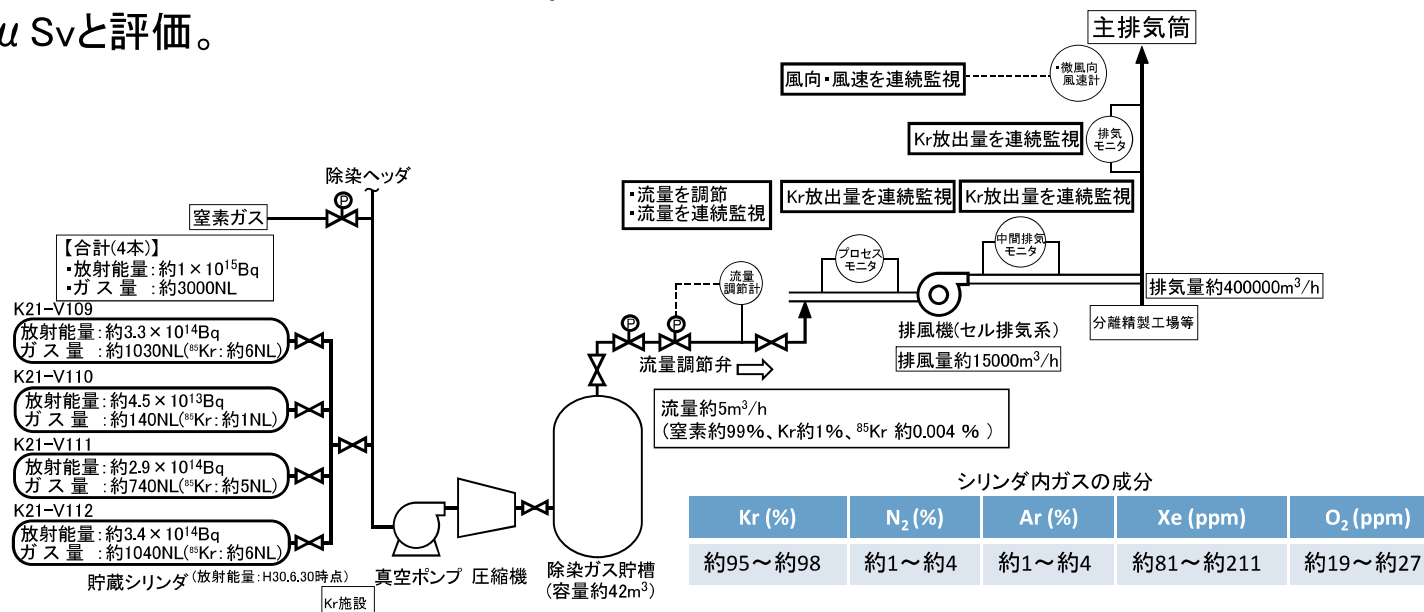 μSvと評価。
主排気筒
・微風向
風速計
風向・風速を連続監視
Kr放出量を連続監視
排気
モニタ
除染ヘッダ
P
窒素ガス
・流量を調節
・流量を連続監視
Kr放出量を連続監視
Kr放出量を連続監視
【合計(4本)】
・放射能量:約1×10¹⁵Bq
・ガス量 :約3000NL
プロセス
モニタ
中間排気
モニタ
流量
調節計
排気量約400000m³/h
K21-V109
放射能量:約3.3×10¹⁴Bq
ガス量 :約1030NL(⁸⁵Kr:約6NL)
P
P
分離精製工場等
排風機(セル排気系)
排風量約15000m³/h
流量調節弁
K21-V110
放射能量:約4.5×10¹³Bq
ガス量 :約140NL(⁸⁵Kr:約1NL)
流量約5m³/h
(窒素約99%、Kr約1%、⁸⁵Kr 約0.004 % )
K21-V111
放射能量:約2.9×10¹⁴Bq
ガス量 :約740NL(⁸⁵Kr:約5NL)
K21-V112
放射能量:約3.4×10¹⁴Bq
ガス量 :約1040NL(⁸⁵Kr:約6NL)
貯蔵シリンダ(放射能量:H30.6.30時点)
Kr施設
真空ポンプ 圧縮機
除染ガス貯槽
(容量約42m³)
シリンダ内ガスの成分
Kr (%) N₂ (%) Ar (%) Xe (ppm) O₂ (ppm)
約95～約98 約1～約4 約1～約4 約81～約211 約19～約27